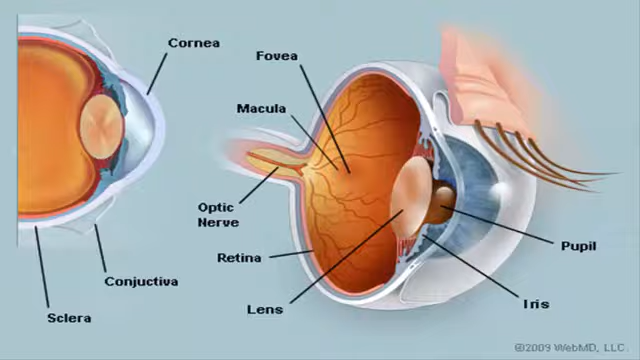 Cornea
Fovea
Macula
Optic
Nerve
Retina
Conjuctiva
Lens
Sclera
Pupil
Iris
©2009 WebMD, LLC.